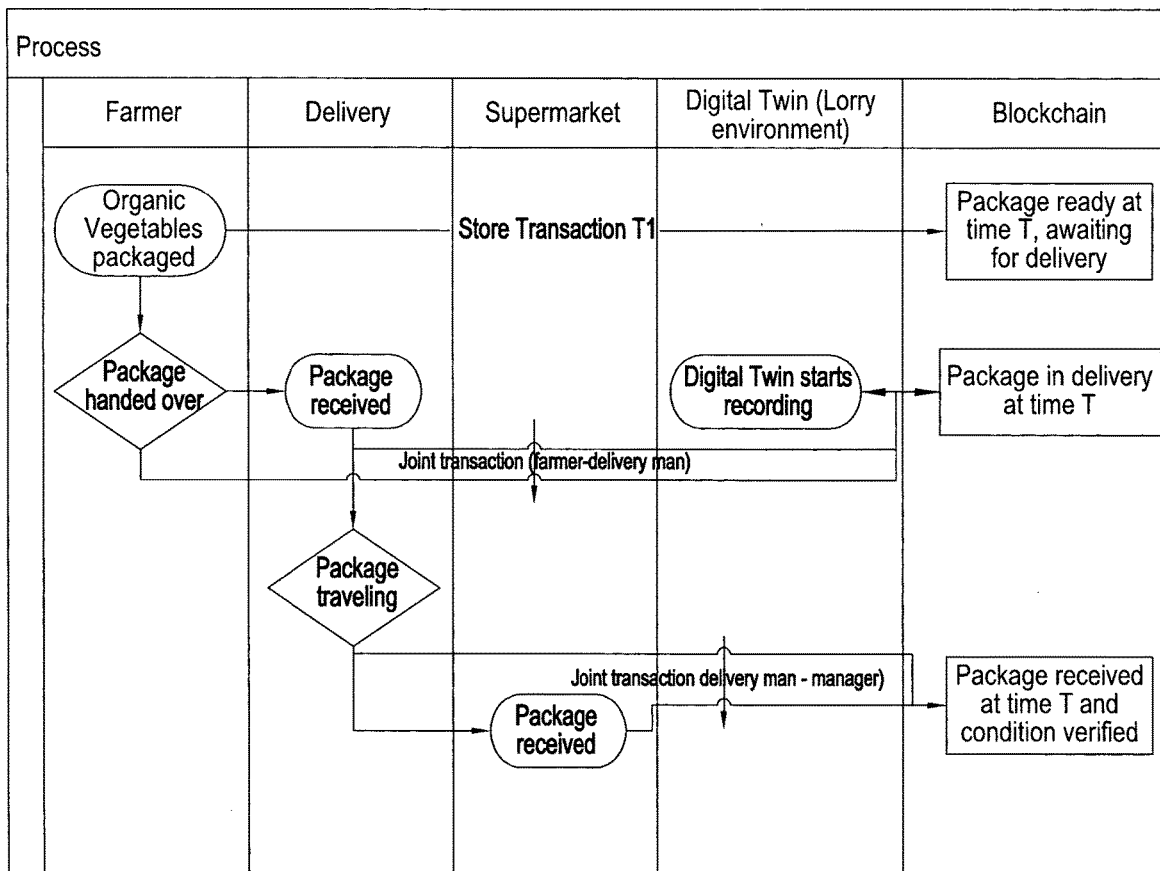 Process
Farmer
Delivery
Supermarket
Digital Twin (Lorry
environment)
Blockchain
Organic
Vegetables
packaged
Store Transaction T1
Package ready at
time T, awaiting
for delivery
Package
handed over
Package
received
Digital Twin starts
recording
Package in delivery
at time T
Joint transaction (farmer-delivery man)
Package
traveling
Joint transaction delivery man - manager)
Package
received
Package received
at time T and
condition verified